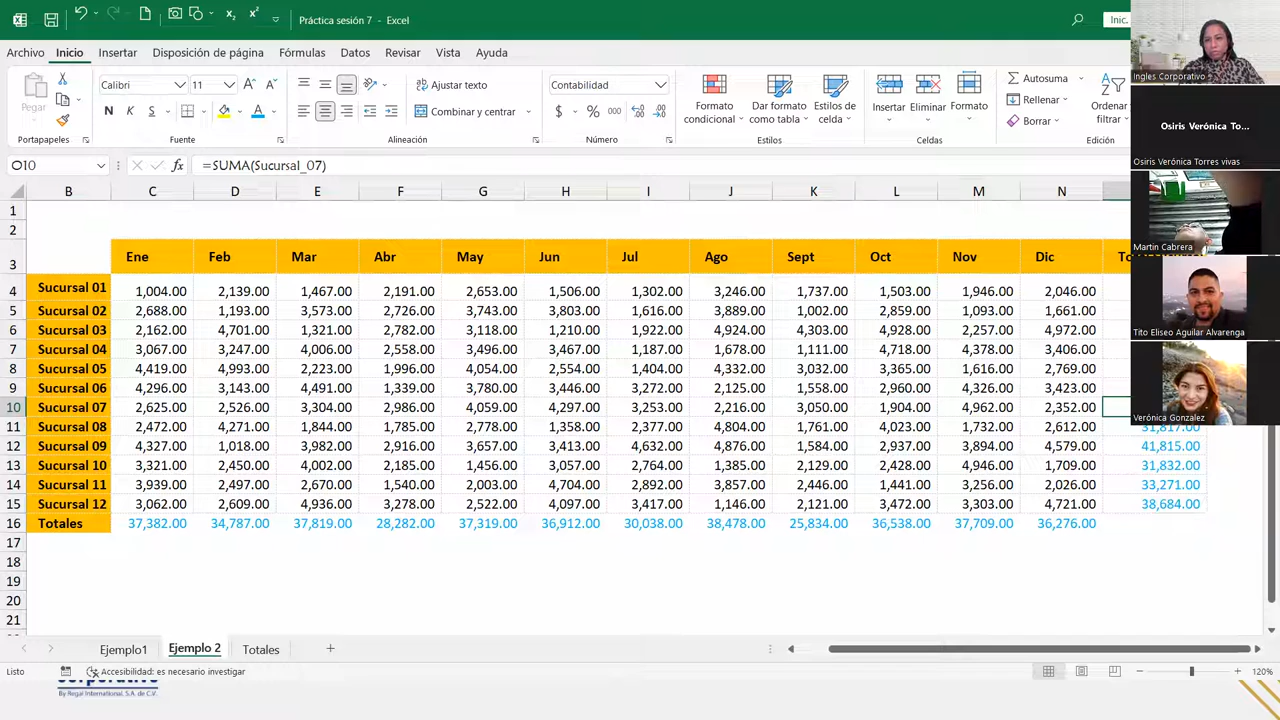 Práctica sesión 7 - Excel
Inic.
Archivo Inicio Insertar Disposición de página Fórmulas Datos Revisar Vista Ayuda
Pegar
Calibri 11
N K S
Combinar y centrar
Contabilidad
$ % 000
Formato condicional
Dar formato como tabla
Estilos de celda
Insertar Eliminar Formato
Autosuma
Rellenar
Borrar
Ordenar
filtrar
Portapapeles Fuente Alineación Número Estilos Celdas Edición
O10 fx =SUMA(Sucursal_07)
B C D E F G H I J K L M N
1
2
3 Ene Feb Mar Abr May Jun Jul Ago Sept Oct Nov Dic
4 Sucursal 01 1,004.00 2,139.00 1,467.00 2,191.00 2,653.00 1,506.00 1,302.00 3,246.00 1,737.00 1,503.00 1,946.00 2,046.00
5 Sucursal 02 2,688.00 1,193.00 3,573.00 2,726.00 3,743.00 3,803.00 1,616.00 3,889.00 1,002.00 2,859.00 1,093.00 1,661.00
6 Sucursal 03 2,162.00 4,701.00 1,321.00 2,782.00 3,118.00 1,210.00 1,922.00 4,924.00 4,303.00 4,928.00 2,257.00 4,972.00
7 Sucursal 04 3,067.00 3,247.00 4,006.00 2,558.00 3,494.00 3,467.00 1,187.00 1,678.00 1,111.00 4,718.00 4,378.00 3,406.00
8 Sucursal 05 4,419.00 4,993.00 2,223.00 1,996.00 4,054.00 2,554.00 1,404.00 4,332.00 3,032.00 3,365.00 1,616.00 2,769.00
9 Sucursal 06 4,296.00 3,143.00 4,491.00 1,339.00 3,446.00 3,272.00 2,125.00 1,558.00 2,960.00 4,326.00 3,423.00
10 Sucursal 07 2,625.00 2,526.00 3,304.00 2,986.00 4,059.00 4,297.00 3,253.00 2,216.00 3,050.00 1,904.00 4,962.00 2,352.00
11 Sucursal 08 2,472.00 4,271.00 1,844.00 1,785.00 1,761.00 4,023.00 1,732.00 2,612.00 31,817.00
12 Sucursal 09 4,327.00 1,018.00 3,982.00 2,916.00 3,413.00 1,584.00 2,937.00 3,894.00 4,579.00 41,815.00
13 Sucursal 10 3,321.00 2,450.00 4,002.00 2,185.00 1,456.00 3,057.00 2,764.00 1,385.00 2,129.00 2,428.00 4,946.00 1,709.00 31,832.00
14 Sucursal 11 3,939.00 2,497.00 2,670.00 1,540.00 2,003.00 4,704.00 2,892.00 3,857.00 2,446.00 1,441.00 3,256.00 2,026.00 33,271.00
15 Sucursal 12 3,062.00 2,609.00 4,936.00 3,278.00 2,522.00 4,097.00 3,417.00 1,146.00 2,121.00 3,472.00 3,303.00 4,721.00 38,684.00
16 Totales 37,382.00 34,787.00 37,819.00 28,282.00 37,319.00 36,912.00 30,038.00 38,478.00 25,834.00 36,538.00 37,709.00 36,276.00
17
18
19
20
21
Ingles Corporativo
Osiris Verónica To...
Osiris Verónica Torres vivas
Martin Cabrera
Tito Eliseo Aguilar Alvarenga
Verónica Gonzalez
Ejemplo1 Ejemplo 2 Totales
Listo Accesibilidad: es necesario investigar 120%
By Regal International, S.A. de C.V.